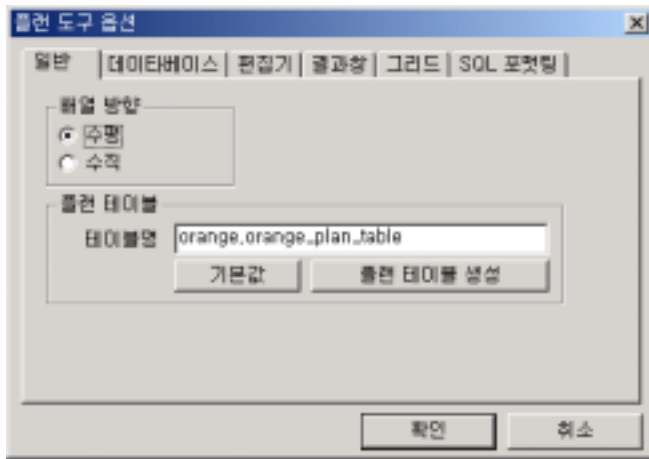 플랜 도구 옵션
일반 데이타베이스 편집기 결과창 그리드 SQL 포맷팅
배열 방향
수평
수직
플랜 테이블
테이블명 orange.orange_plan_table
기본값 플랜 테이블 생성
확인 취소